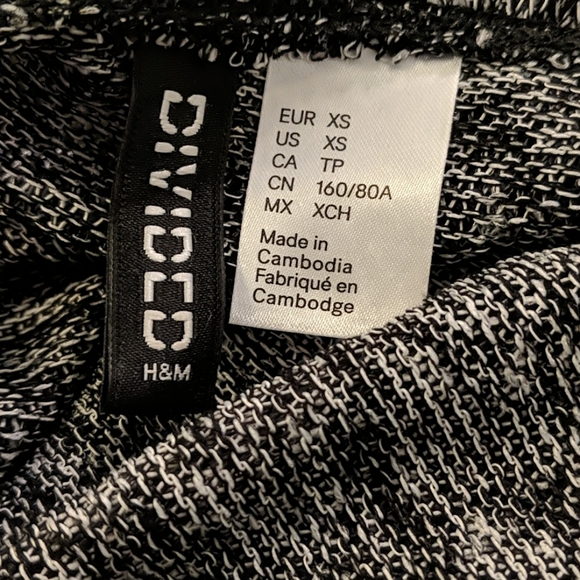 DIVIDED
H&M
EUR XS
US XS
CA TP
CN 160/80A
MX XCH
Made in
Cambodia
Fabriqué en
Cambodge